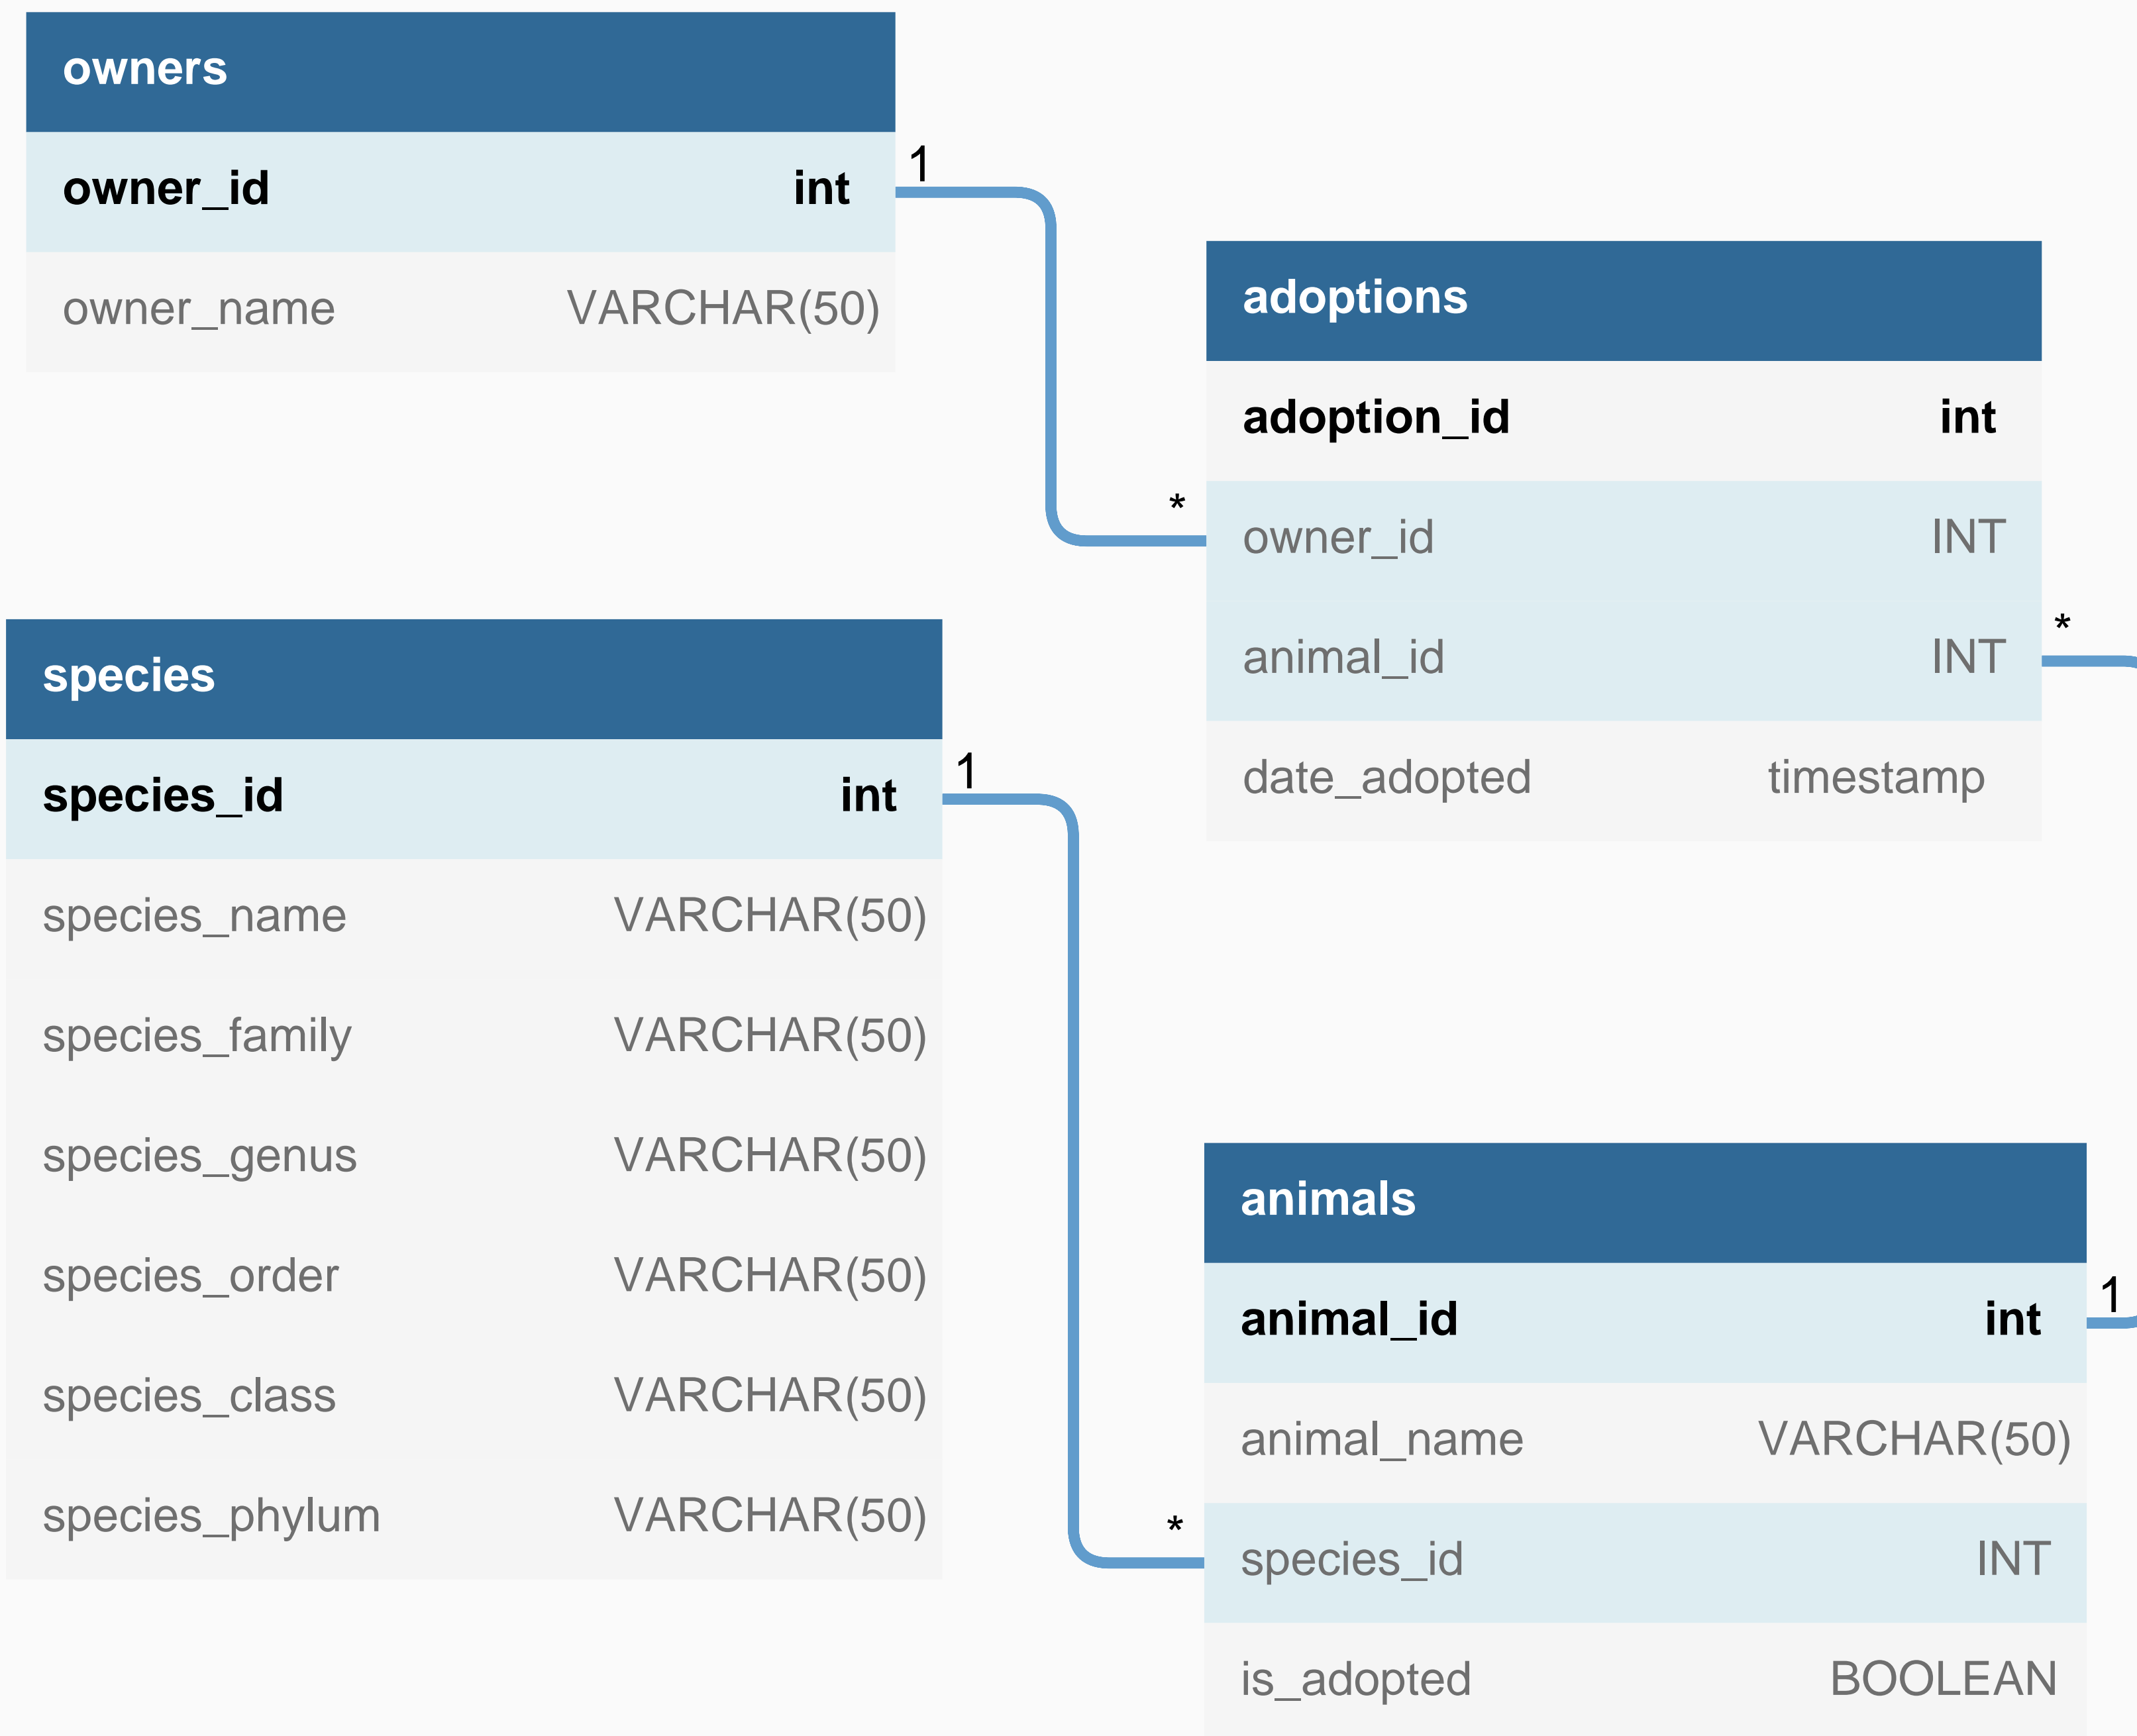 owners
owner_id int
owner_name VARCHAR(50)
1
*
adoptions
adoption_id int
owner_id INT
animal_id INT
date_adopted timestamp
*
species
species_id int
species_name VARCHAR(50)
species_family VARCHAR(50)
species_genus VARCHAR(50)
species_order VARCHAR(50)
species_class VARCHAR(50)
species_phylum VARCHAR(50)
1
*
animals
animal_id int
animal_name VARCHAR(50)
species_id INT
is_adopted BOOLEAN
1